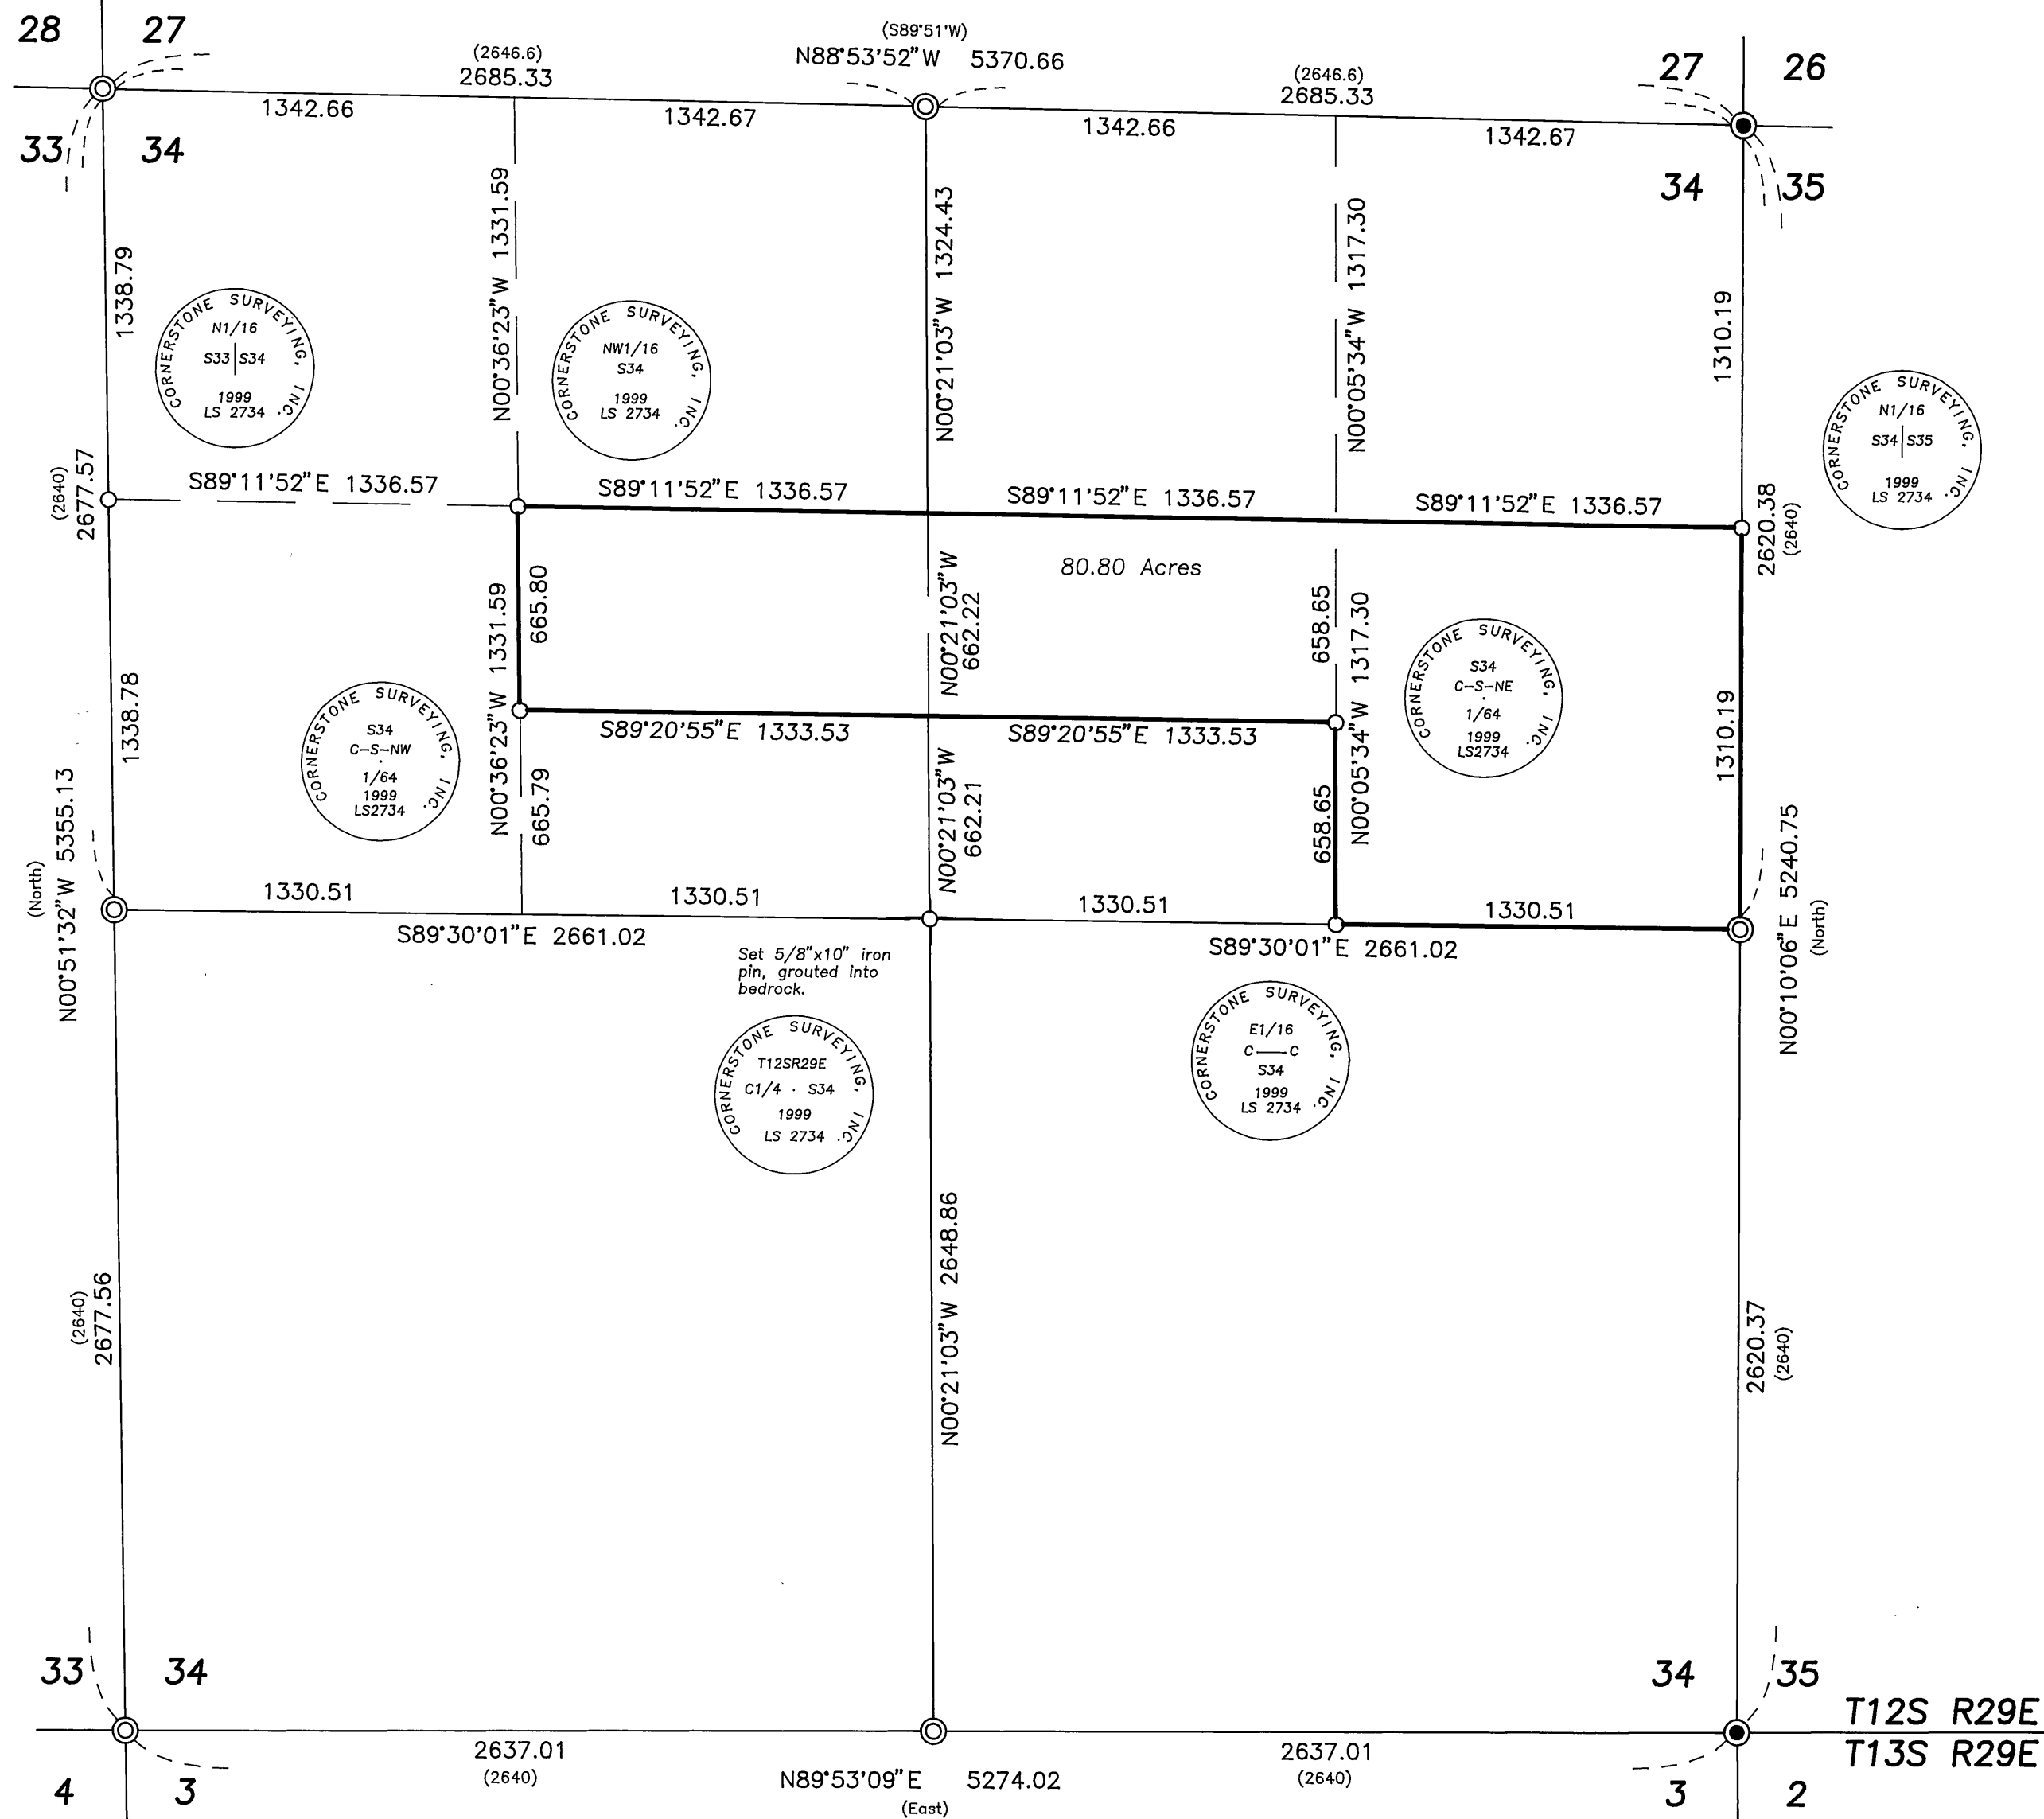 28 27
(S89°51'W)
N88°53'52"W 5370.66
(2646.6)
2685.33
(2646.6)
2685.33
27 26
1342.66
1342.67
1342.66
1342.67
33 34
34 35
1338.79
N00°36'23"W 1331.59
N00°21'03"W 1324.43
N00°05'34"W 1317.30
1310.19
CORNERSTONE SURVEYING, INC.
N1/16
S33 S34
1999
LS 2734
CORNERSTONE SURVEYING, INC.
NW1/16
S34
1999
LS 2734
CORNERSTONE SURVEYING, INC.
N1/16
S34 S35
1999
LS 2734
(2640)
2677.57
S89°11'52"E 1336.57
S89°11'52"E 1336.57
S89°11'52"E 1336.57
S89°11'52"E 1336.57
2620.38
(2640)
80.80 Acres
N00°36'23"W 1331.59
665.80
N00°21'03"W
662.22
658.65
N00°05'34"W 1317.30
1338.78
CORNERSTONE SURVEYING, INC.
S34
C-S-NW
1/64
1999
LS2734
CORNERSTONE SURVEYING, INC.
S34
C-S-NE
1/64
1999
LS2734
1310.19
S89°20'55"E 1333.53
S89°20'55"E 1333.53
665.79
N00°21'03"W
662.21
658.65
(North)
N00°51'32"W 5355.13
N00°10'06"E 5240.75
(North)
1330.51
1330.51
1330.51
1330.51
S89°30'01"E 2661.02
S89°30'01"E 2661.02
Set 5/8"x10" iron
pin, grouted into
bedrock.
CORNERSTONE SURVEYING, INC.
T12SR29E
C1/4 · S34
1999
LS 2734
CORNERSTONE SURVEYING, INC.
E1/16
C C
S34
1999
LS 2734
(2640)
2677.56
N00°21'03"W 2648.86
2620.37
(2640)
33 34
34 35
T12S R29E
T13S R29E
2637.01
(2640)
N89°53'09"E 5274.02
(East)
2637.01
(2640)
4 3
3 2